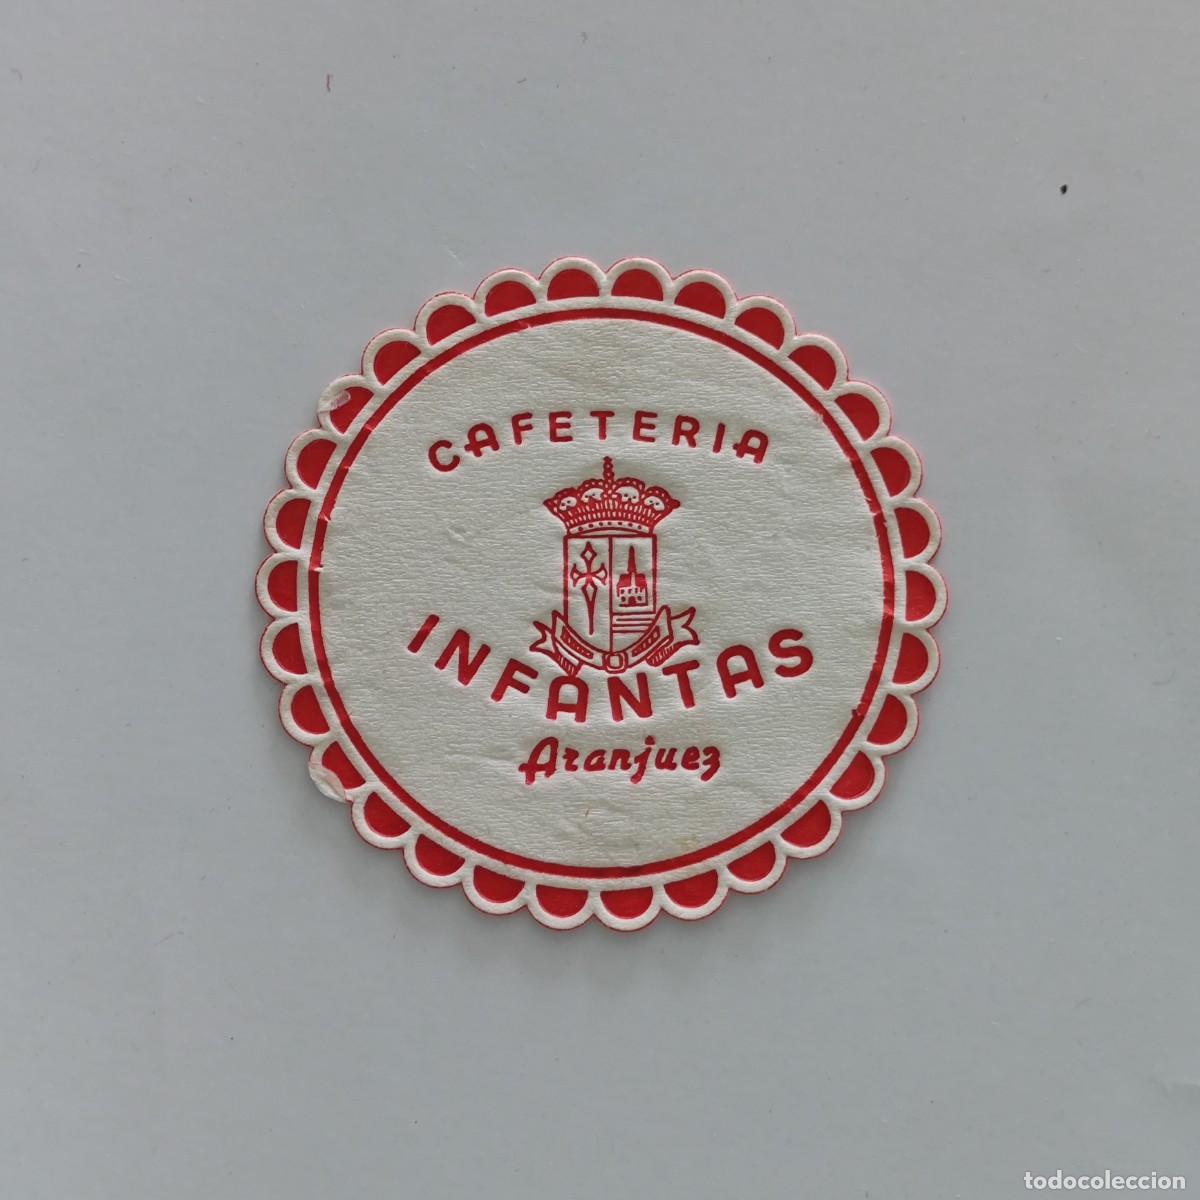 CAFETERIA
INFANTAS
Aranjuez
todocoleccion